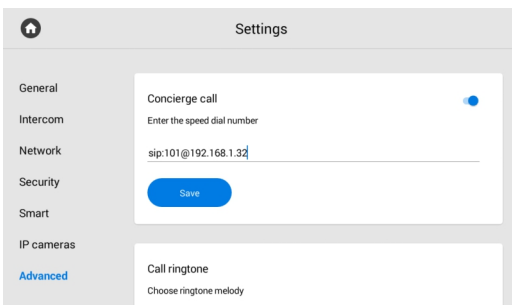 Settings
General
Intercom
Network
Security
Smart
IP cameras
Advanced
Concierge call
Enter the speed dial number
sip:101@192.168.1.32
Save
Call ringtone
Choose ringtone melody